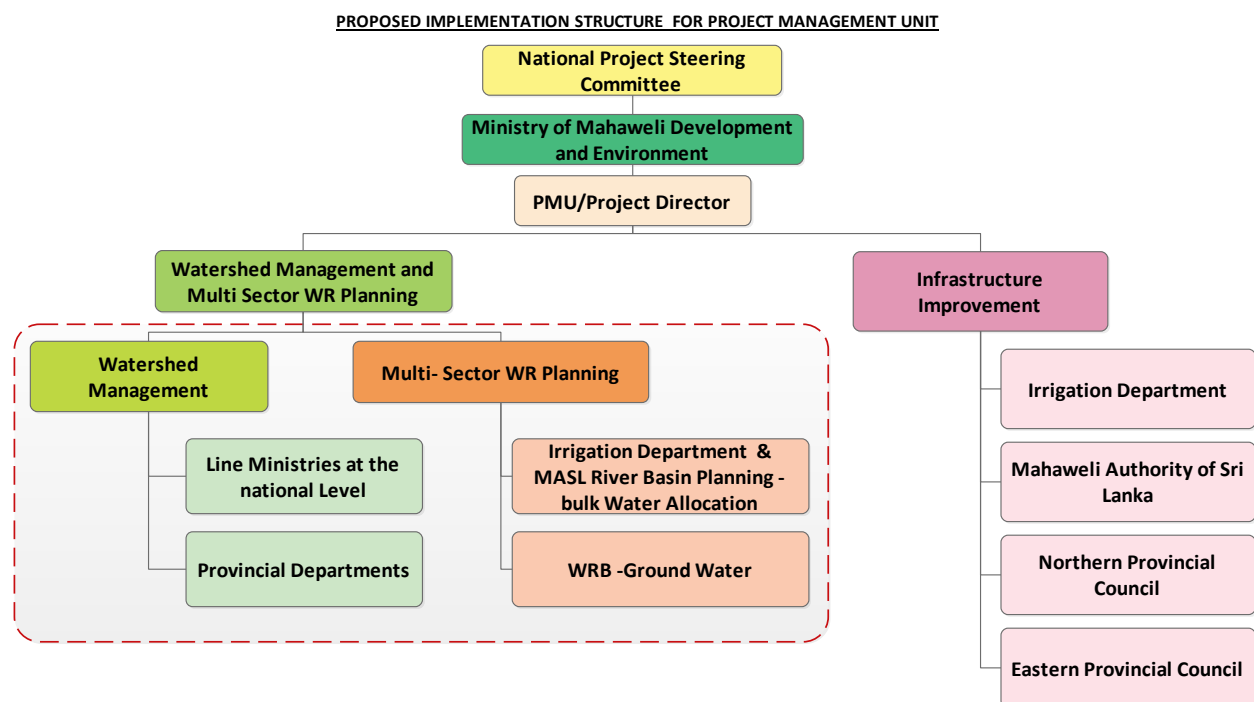 PROPOSED IMPLEMENTATION STRUCTURE FOR PROJECT MANAGEMENT UNIT
National Project Steering
Committee
Ministry of Mahaweli Development
and Environment
PMU/Project Director
Watershed Management and
Multi Sector WR Planning
Infrastructure
Improvement
Watershed
Management
Multi- Sector WR Planning
Line Ministries at the
national Level
Provincial Departments
Irrigation Department &
MASL River Basin Planning -
bulk Water Allocation
WRB -Ground Water
Irrigation Department
Mahaweli Authority of Sri
Lanka
Northern Provincial
Council
Eastern Provincial Council